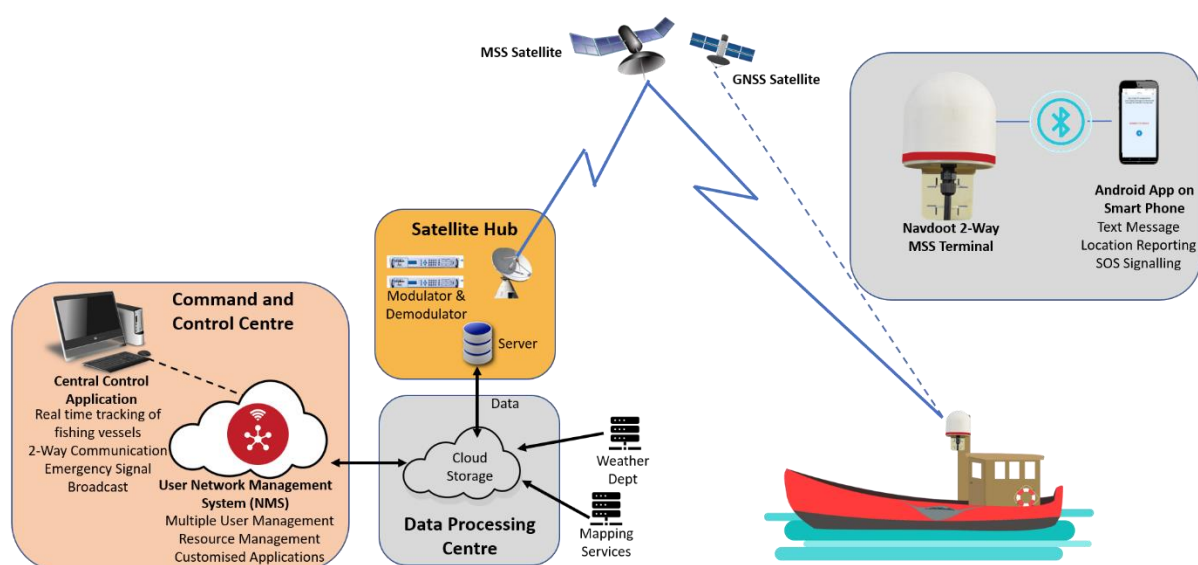 MSS Satellite
GNSS Satellite
Navdoot 2-Way
MSS Terminal
Android App on
Smart Phone
Text Message
Location Reporting
SOS Signalling
Satellite Hub
Modulator &
Demodulator
Server
Data
Command and
Control Centre
Central Control
Application
Real time tracking of
fishing vessels
2-Way Communication
Emergency Signal
Broadcast
User Network Management
System (NMS)
Multiple User Management
Resource Management
Customised Applications
Cloud
Storage
Data Processing
Centre
Weather
Dept
Mapping
Services